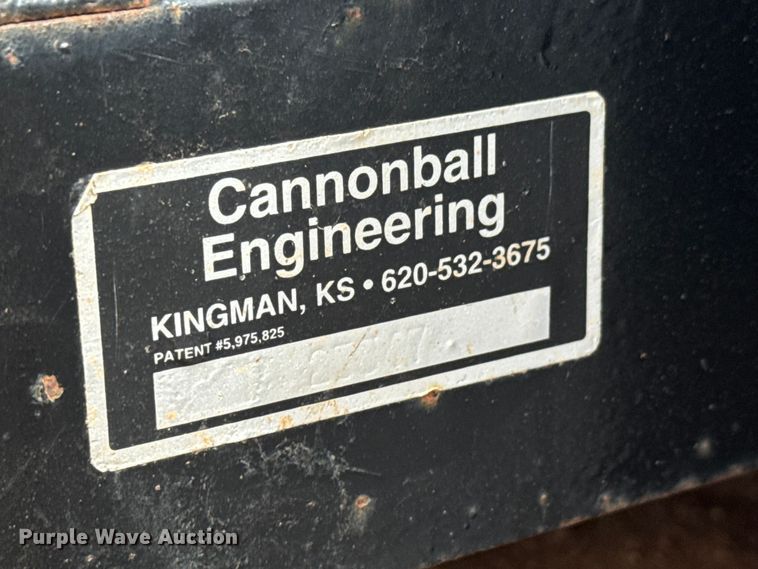 Cannonball
Engineering
KINGMAN, KS • 620-532-3675
PATENT #5,975,825
Purple Wave Auction